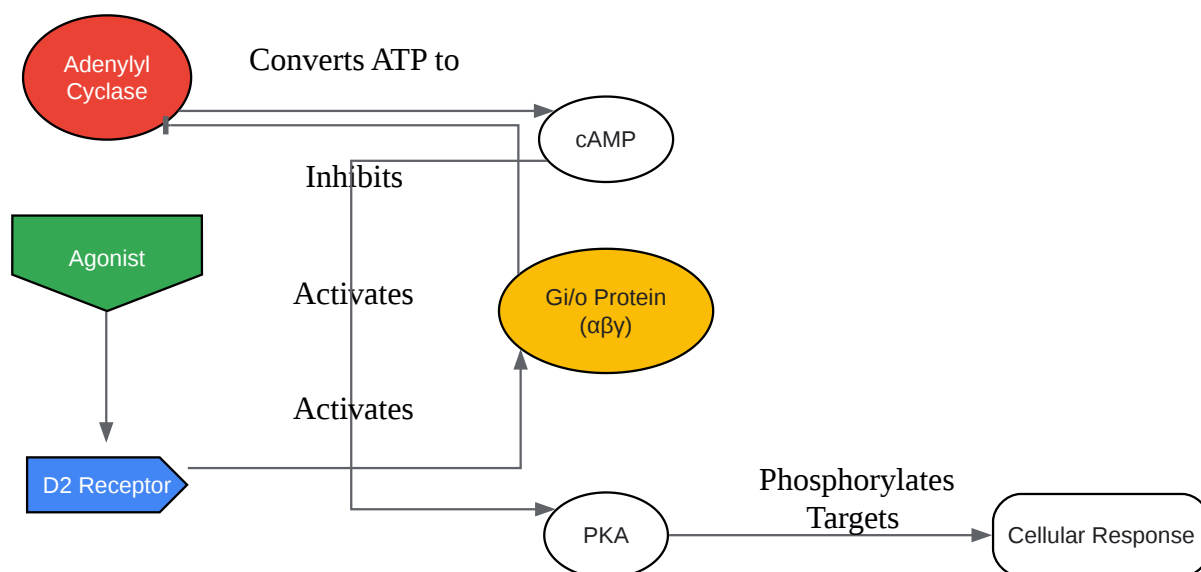 Adenylyl
Cyclase
Converts ATP to
cAMP
Inhibits
Agonist
Activates
Gi/o Protein
(αβγ)
Activates
D2 Receptor
Phosphorylates
Targets
PKA
Cellular Response